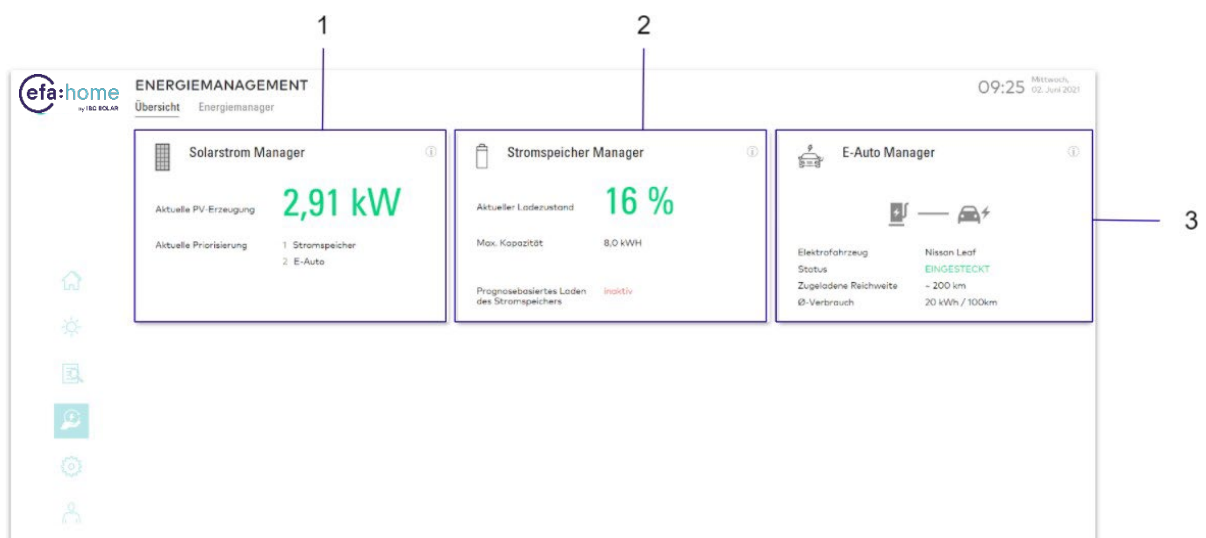 1
2
efa:home
by IBC SOLAR
ENERGIEMANAGEMENT
Übersicht Energiemanager
09:25 Mittwoch,
02. Juni 2021
Solarstrom Manager
Aktuelle PV-Erzeugung 2,91 kW
Aktuelle Priorisierung 1 Stromspeicher
2 E-Auto
Stromspeicher Manager
Aktueller Ladezustand 16 %
Max. Kapazität 8,0 kWH
Prognosebasiertes Laden inaktiv
des Stromspeichers
E-Auto Manager
Elektrofahrzeug Nissan Leaf
Status EINGESTECKT
Zugeladene Reichweite ~ 200 km
Ø-Verbrauch 20 kWh / 100km
3